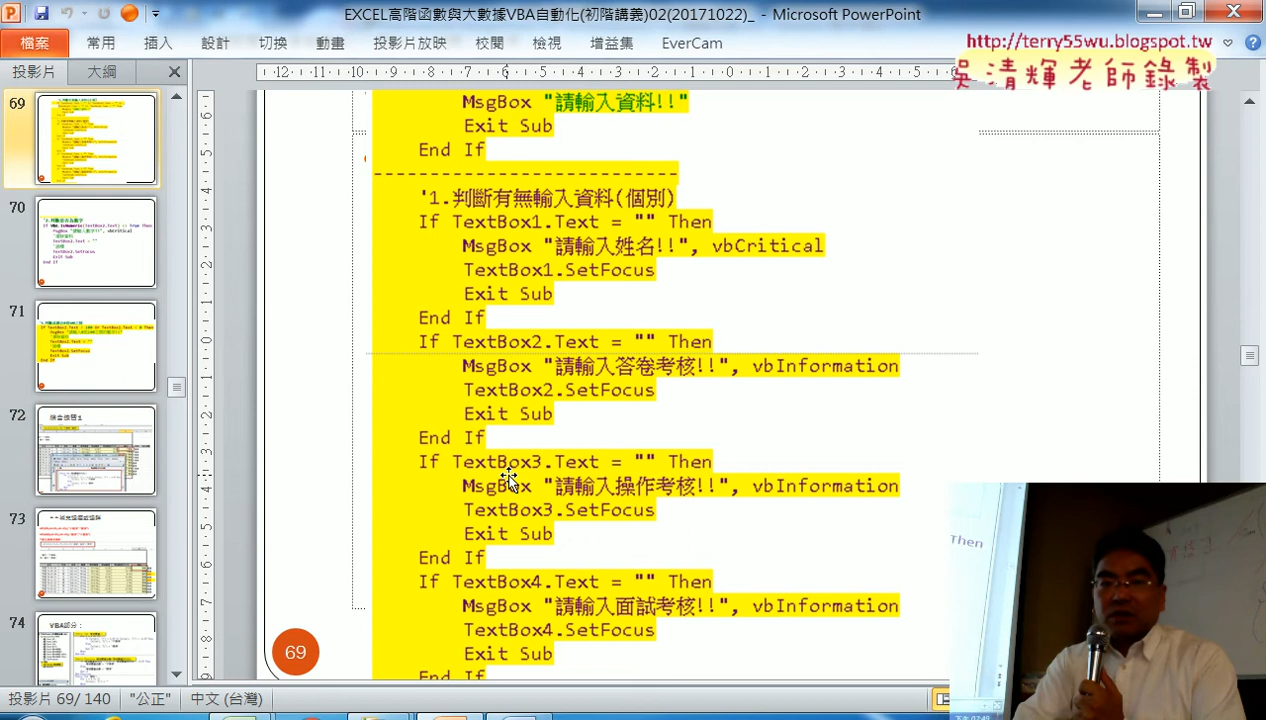 EXCEL高階函數與大數據VBA自動化(初階講義)02(20171022)_ - Microsoft PowerPoint
檔案 常用 插入 設計 切換 動畫 投影片放映 校閱 檢視 增益集 EverCam
http://terry55wu.blogspot.tw
吳清輝老師錄製
投影片 大綱
69
70
71
72
73
74
VBA部分：
MsgBox "請輸入資料!!"
Exit Sub
End If
--------------------------
'1.判斷有無輸入資料(個別)
If TextBox1.Text = "" Then
MsgBox "請輸入姓名!!", vbCritical
TextBox1.SetFocus
Exit Sub
End If
If TextBox2.Text = "" Then
MsgBox "請輸入答卷考核!!", vbInformation
TextBox2.SetFocus
Exit Sub
End If
If TextBox3.Text = "" Then
MsgBox "請輸入操作考核!!", vbInformation
TextBox3.SetFocus
Exit Sub
End If
If TextBox4.Text = "" Then
MsgBox "請輸入面試考核!!", vbInformation
TextBox4.SetFocus
Exit Sub
End If
69
Then
投影片 69/ 140 "公正" 中文 (台灣)